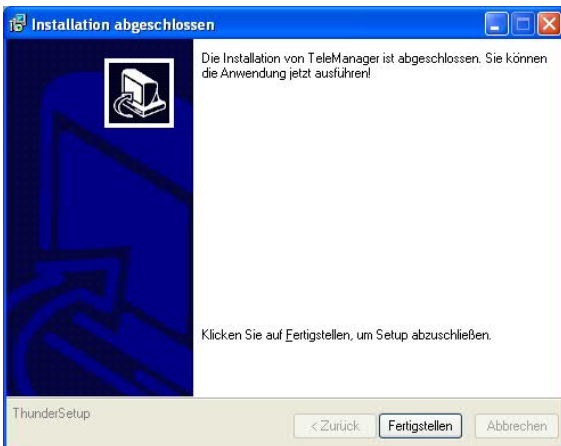 Installation abgeschlossen
Die Installation von TeleManager ist abgeschlossen. Sie können
die Anwendung jetzt ausführen!
Klicken Sie auf Fertigstellen, um Setup abzuschließen.
ThunderSetup
< Zurück
Fertigstellen
Abbrechen